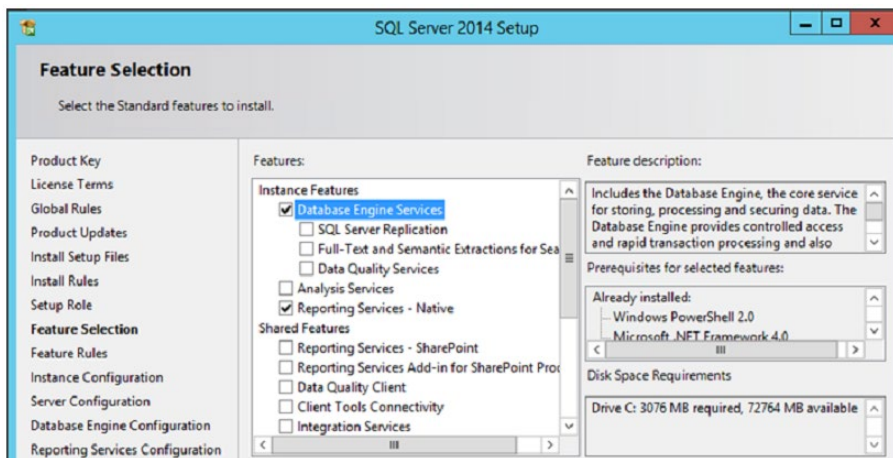 SQL Server 2014 Setup
Feature Selection
Select the Standard features to install.
Product Key
License Terms
Global Rules
Product Updates
Install Setup Files
Install Rules
Setup Role
Feature Selection
Feature Rules
Instance Configuration
Server Configuration
Database Engine Configuration
Reporting Services Configuration
Features:
Instance Features
Database Engine Services
SQL Server Replication
Full-Text and Semantic Extractions for Sea
Data Quality Services
Analysis Services
Reporting Services - Native
Shared Features
Reporting Services - SharePoint
Reporting Services Add-in for SharePoint Proc
Data Quality Client
Client Tools Connectivity
Integration Services
Feature description:
Includes the Database Engine, the core service
for storing, processing and securing data. The
Database Engine provides controlled access
and rapid transaction processing and also
Prerequisites for selected features:
Already installed:
Windows PowerShell 2.0
Microsoft .NET Framework 4.0
Disk Space Requirements
Drive C: 3076 MB required, 72764 MB available